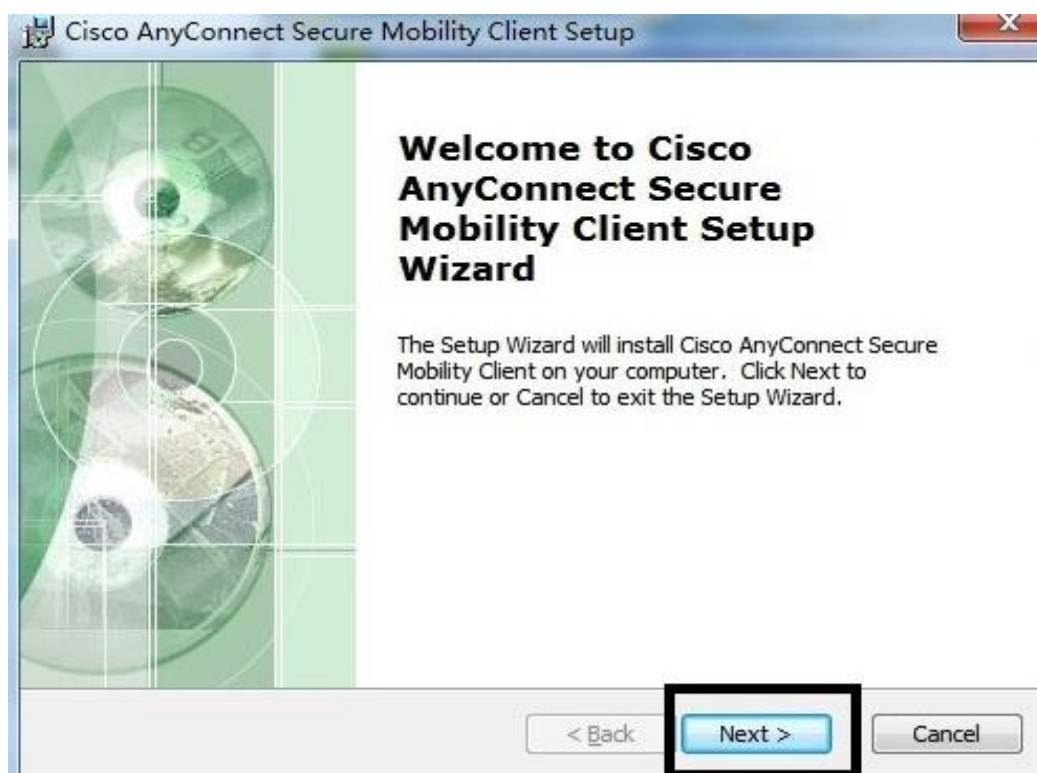 Cisco AnyConnect Secure Mobility Client Setup
Welcome to Cisco
AnyConnect Secure
Mobility Client Setup
Wizard
The Setup Wizard will install Cisco AnyConnect Secure
Mobility Client on your computer. Click Next to
continue or Cancel to exit the Setup Wizard.
< Back
Next >
Cancel